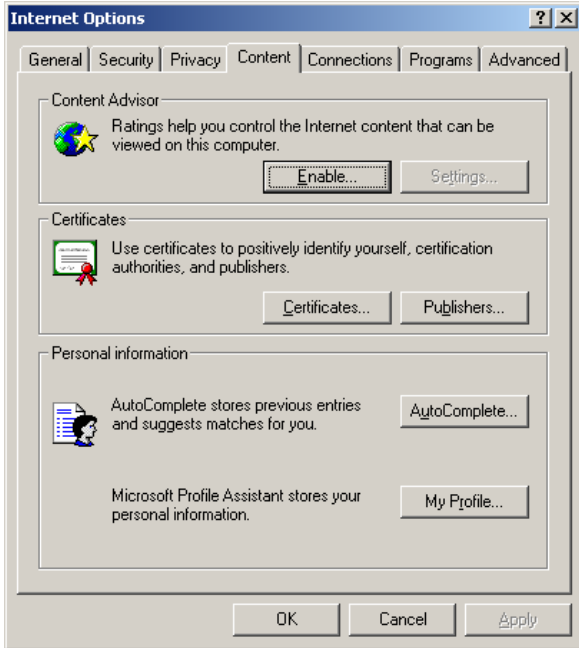 Internet Options
General Security Privacy Content Connections Programs Advanced
Content Advisor
Ratings help you control the Internet content that can be
viewed on this computer.
Enable... Settings...
Certificates
Use certificates to positively identify yourself, certification
authorities, and publishers.
Certificates... Publishers...
Personal information
AutoComplete stores previous entries
and suggests matches for you.
AutoComplete...
Microsoft Profile Assistant stores your
personal information.
My Profile...
OK Cancel Apply